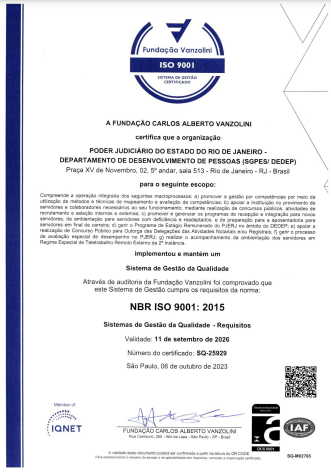 Fundação Vanzolini
ISO 9001
SISTEMA DE GESTÃO
CERTIFICADO
A FUNDAÇÃO CARLOS ALBERTO VANZOLINI
certifica que a organização
PODER JUDICIÁRIO DO ESTADO DO RIO DE JANEIRO -
DEPARTAMENTO DE DESENVOLVIMENTO DE PESSOAS (SGPES/ DEDEP)
Praça XV de Novembro, 02, 5º andar, sala 513 - Rio de Janeiro - RJ - Brasil
para o seguinte escopo:
Compreende a operação integrada dos seguintes macroprocessos: a) promover a gestão por competências por meio da
utilização de métodos e técnicas de mapeamento e avaliação de competências; b) apoiar a Instituição no provimento de
servidores e colaboradores necessários ao seu funcionamento, mediante realização de concursos públicos, atividades de
recrutamento e seleção internas e externas; c) promover e gerenciar os programas de recepção e integração para novos
servidores, de ambientação para servidores com deficiência e readaptados, e de preparação para a aposentadoria para
servidores em final de carreira; d) gerir o Programa de Estágio Remunerado do PJERJ no âmbito do DEDEP; e) apoiar a
realização de Concurso Público para Outorga das Delegações das Atividades Notariais e/ou Registrais; f) gerir o processo
de avaliação especial de desempenho no PJERJ; g) realizar o acompanhamento da ambientação dos servidores em
Regime Especial de Teletrabalho Remoto Externo da 2ª Instância.
implementou e mantém um
Sistema de Gestão da Qualidade
Através de auditoria da Fundação Vanzolini foi comprovado que
este Sistema de Gestão cumpre os requisitos da norma:
NBR ISO 9001: 2015
Sistemas de Gestão da Qualidade - Requisitos
Validade: 11 de setembro de 2026
Número do certificado: SQ-25929
São Paulo, 06 de outubro de 2023
Member of
IQNET
FUNDAÇÃO CARLOS ALBERTO VANZOLINI
Rua Camburiú, 255 - Alto da Lapa - São Paulo - SP - Brasil
OCS 0001
IAF
A validade deste documento poderá ser confirmada a partir da leitura do QR CODE
SQ-M02765